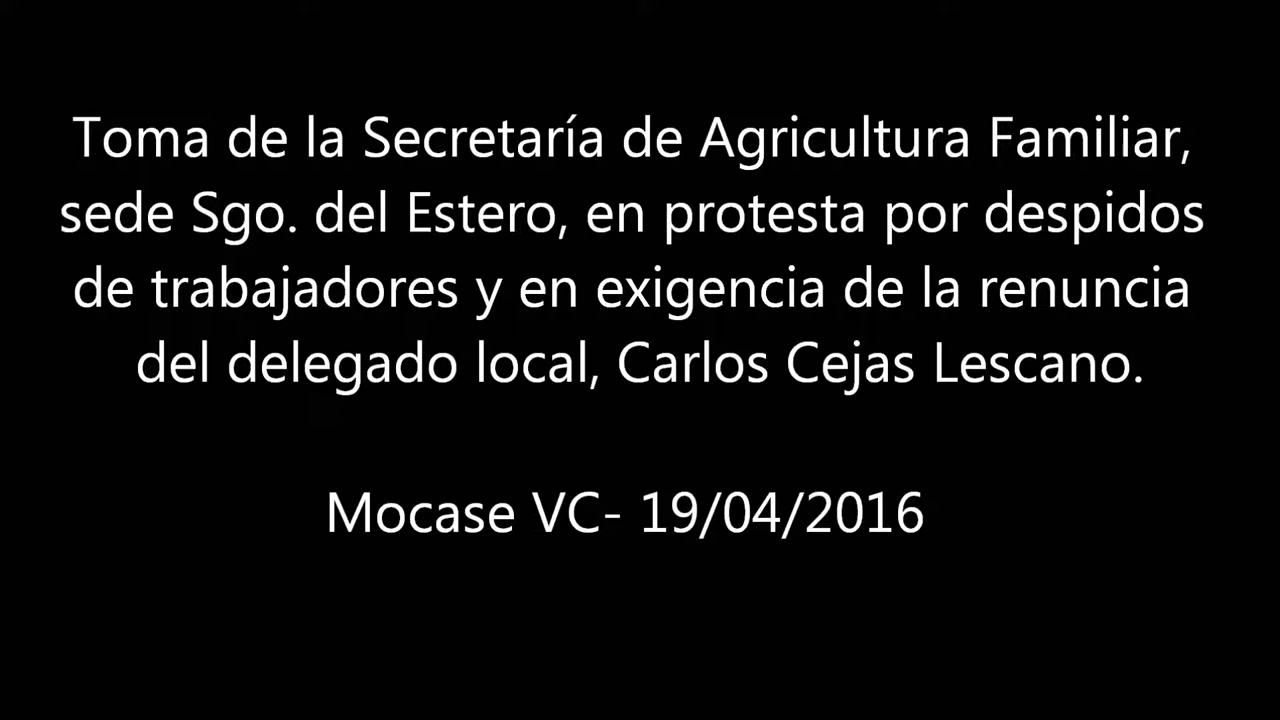 Toma de la Secretaría de Agricultura Familiar,
sede Sgo. del Estero, en protesta por despidos
de trabajadores y en exigencia de la renuncia
del delegado local, Carlos Cejas Lescano.
Mocase VC- 19/04/2016